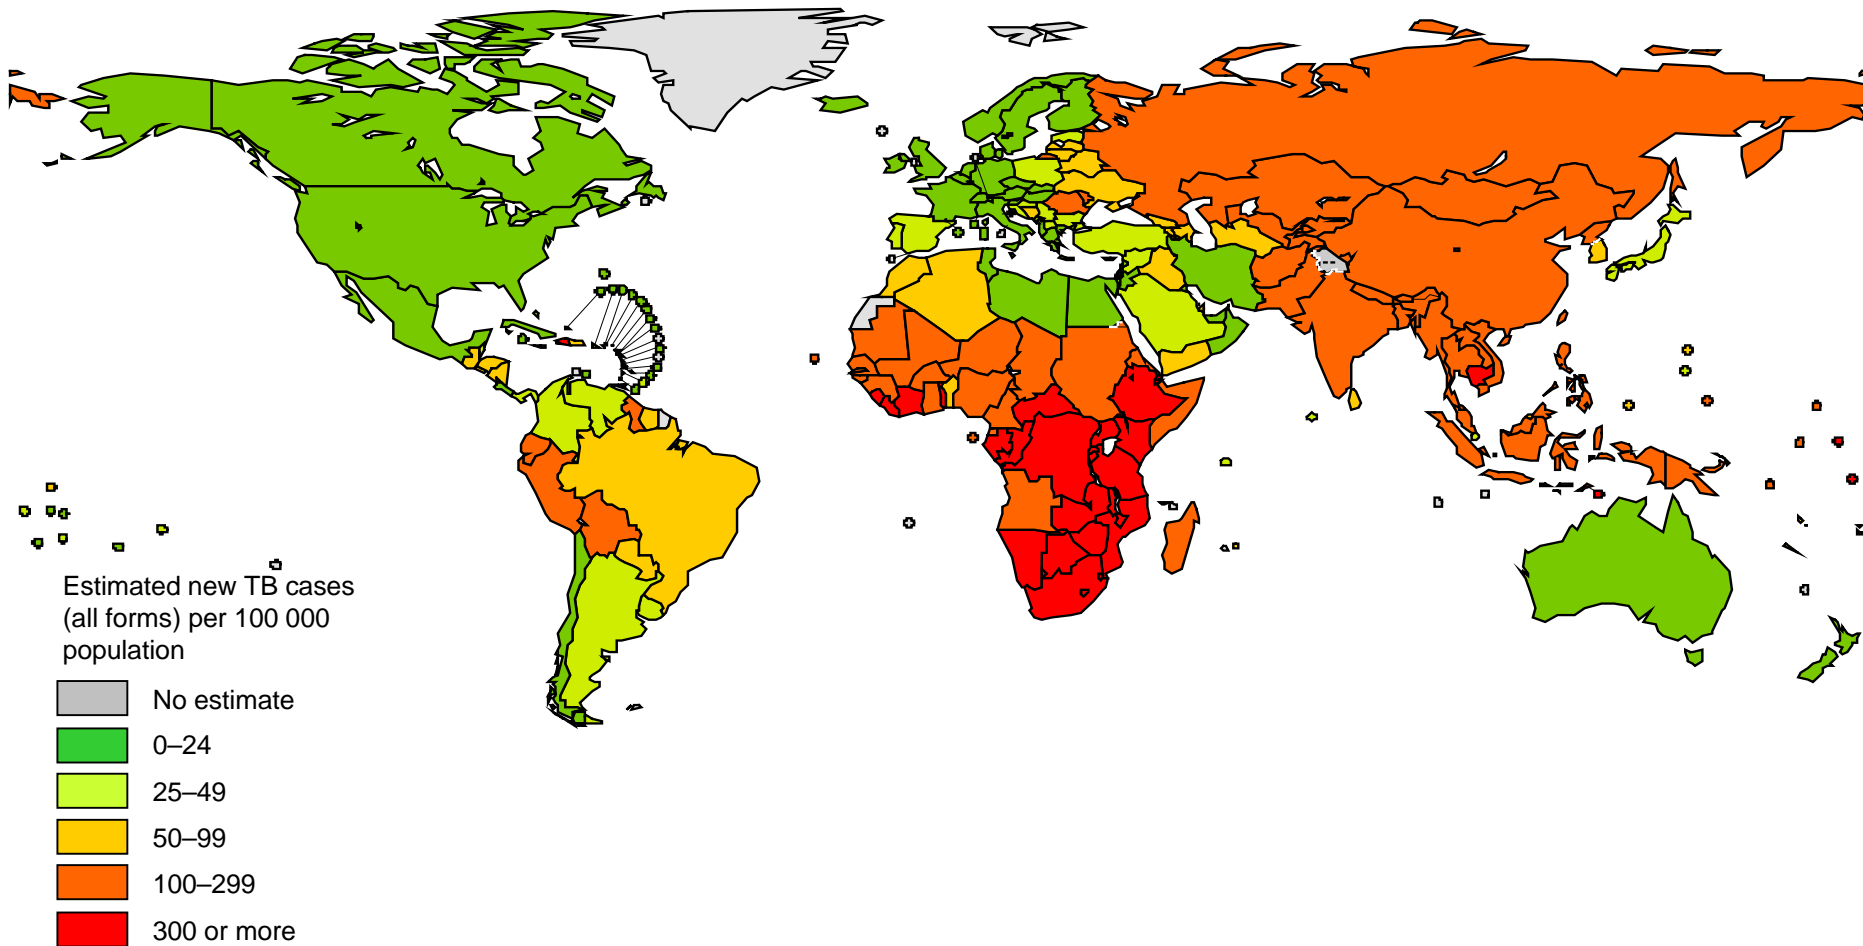 Estimated new TB cases
(all forms) per 100 000
population
No estimate
0–24
25–49
50–99
100–299
300 or more